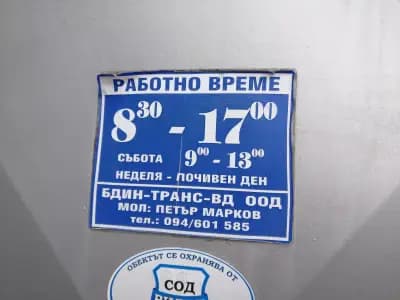 РАБОТНО ВРЕМЕ
8³⁰ - 17⁰⁰
СЪБОТА 9⁰⁰ - 13⁰⁰
НЕДЕЛЯ - ПОЧИВЕН ДЕН
БДИН-ТРАНС-ВД ООД
МОЛ: ПЕТЪР МАРКОВ
тел.: 094/601 585
ОБЕКТЪТ СЕ ОХРАНЯВА ОТ
СОД